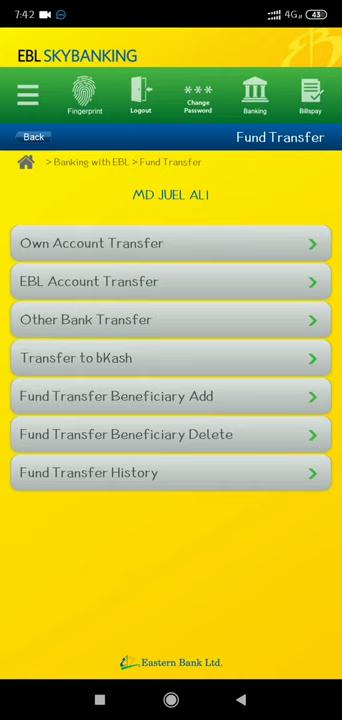 7:42 4G 43
EBL SKYBANKING
Fingerprint Logout *** Change Password Banking Billspay
Back Fund Transfer
> Banking with EBL > Fund Transfer
MD JUEL ALI
Own Account Transfer
EBL Account Transfer
Other Bank Transfer
Transfer to bKash
Fund Transfer Beneficiary Add
Fund Transfer Beneficiary Delete
Fund Transfer History
Eastern Bank Ltd.